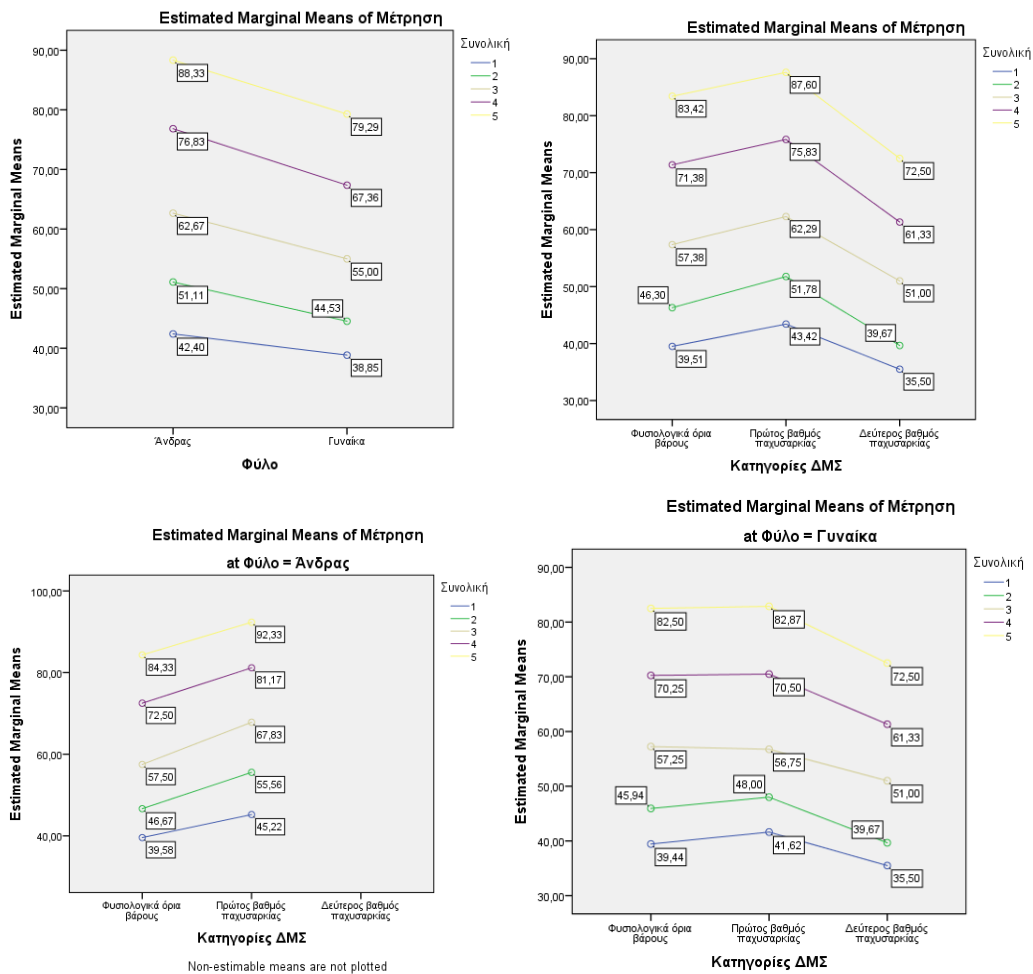 Estimated Marginal Means of Μέτρηση
Estimated Marginal Means
90,00
80,00
70,00
60,00
50,00
40,00
30,00
88,33
79,29
76,83
67,36
62,67
55,00
51,11
44,53
42,40
38,85
Άνδρας
Γυναίκα
Φύλο
Συνολική
1
2
3
4
5
Estimated Marginal Means of Μέτρηση
Estimated Marginal Means
90,00
80,00
70,00
60,00
50,00
40,00
30,00
83,42
87,60
72,50
71,38
75,83
61,33
57,38
62,29
51,00
46,30
51,78
39,67
39,51
43,42
35,50
Φυσιολογικά όρια
βάρους
Πρώτος βαθμός
παχυσαρκίας
Δεύτερος βαθμός
παχυσαρκίας
Κατηγορίες ΔΜΣ
Συνολική
1
2
3
4
5
Estimated Marginal Means of Μέτρηση
at Φύλο = Άνδρας
Estimated Marginal Means
100,00
80,00
60,00
40,00
84,33
92,33
72,50
81,17
57,50
67,83
46,67
55,56
39,58
45,22
Φυσιολογικά όρια
βάρους
Πρώτος βαθμός
παχυσαρκίας
Δεύτερος βαθμός
παχυσαρκίας
Κατηγορίες ΔΜΣ
Non-estimable means are not plotted
Συνολική
1
2
3
4
5
Estimated Marginal Means of Μέτρηση
at Φύλο = Γυναίκα
Estimated Marginal Means
90,00
80,00
70,00
60,00
50,00
40,00
30,00
82,50
82,87
72,50
70,25
70,50
61,33
57,25
56,75
51,00
45,94
48,00
39,67
39,44
41,62
35,50
Φυσιολογικά όρια
βάρους
Πρώτος βαθμός
παχυσαρκίας
Δεύτερος βαθμός
παχυσαρκίας
Κατηγορίες ΔΜΣ
Συνολική
1
2
3
4
5